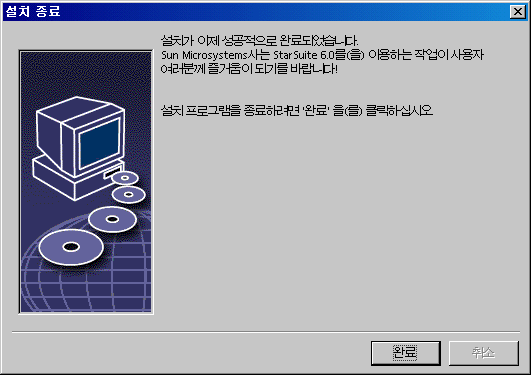 설치 종료
설치가 이제 성공적으로 완료되었습니다.
Sun Microsystems사는 StarSuite 6.0를(을) 이용하는 작업이 사용자
여러분께 즐거움이 되기를 바랍니다!
설치 프로그램을 종료하려면 '완료' 을(를) 클릭하십시오
완료
취소